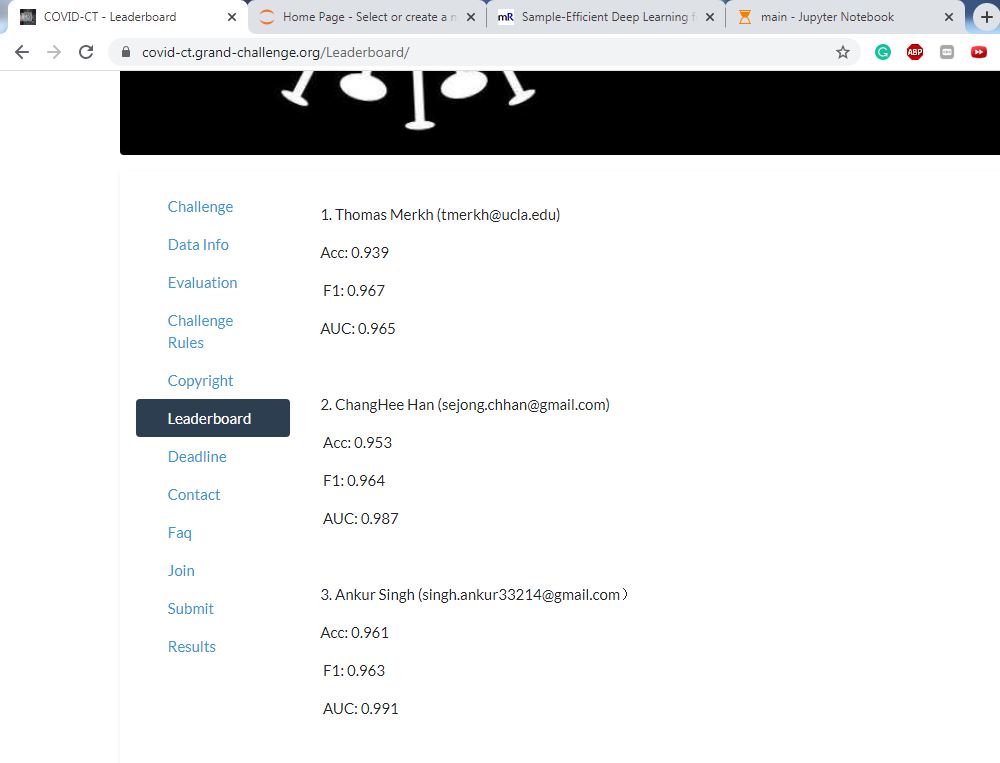 COVID-CT - Leaderboard
Home Page - Select or create a n
mR Sample-Efficient Deep Learning f
main - Jupyter Notebook
covid-ct.grand-challenge.org/Leaderboard/
G
ABP
Challenge
Data Info
Evaluation
Challenge
Rules
Copyright
Leaderboard
Deadline
Contact
Faq
Join
Submit
Results
1. Thomas Merkh (tmerkh@ucla.edu)
Acc: 0.939
F1: 0.967
AUC: 0.965
2. ChangHee Han (sejong.chhan@gmail.com)
Acc: 0.953
F1: 0.964
AUC: 0.987
3. Ankur Singh (singh.ankur33214@gmail.com）
Acc: 0.961
F1: 0.963
AUC: 0.991